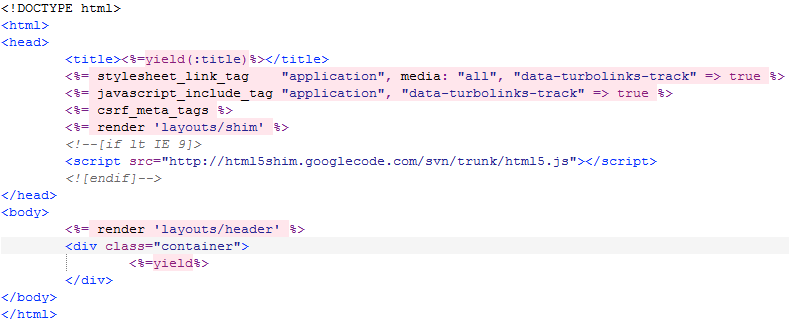 <!DOCTYPE html>
<html>
<head>
<title><%=yield(:title)%></title>
<%= stylesheet_link_tag    "application", media: "all", "data-turbolinks-track" => true %>
<%= javascript_include_tag "application", "data-turbolinks-track" => true %>
<%= csrf_meta_tags %>
<%= render 'layouts/shim' %>
<!--[if lt IE 9]>
<script src="http://html5shim.googlecode.com/svn/trunk/html5.js"></script>
<![endif]-->
</head>
<body>
<%= render 'layouts/header' %>
<div class="container">
<%=yield%>
</div>
</body>
</html>